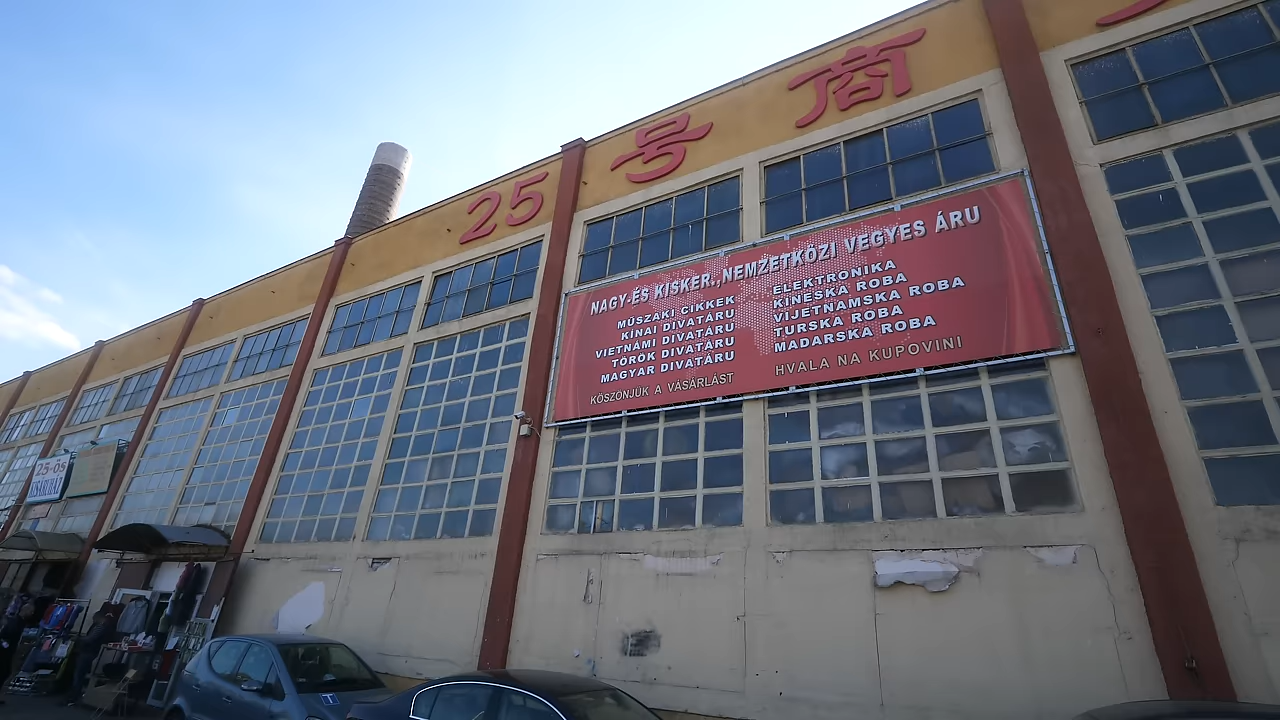 25 号 商
NAGY-ÉS KISKER.,NEMZETKÖZI VEGYES ÁRU
MŰSZAKI CIKKEK
KÍNAI DIVATÁRU
VIETNÁMI DIVATÁRU
TÖRÖK DIVATÁRU
MAGYAR DIVATÁRU
KÖSZÖNJÜK A VÁSÁRLÁST
ELEKTRONIKA
KINESKA ROBA
VIJETNAMSKA ROBA
TURSKA ROBA
MADARSKA ROBA
HVALA NA KUPOVINI
25-ös
KISÁRUHÁZ
T